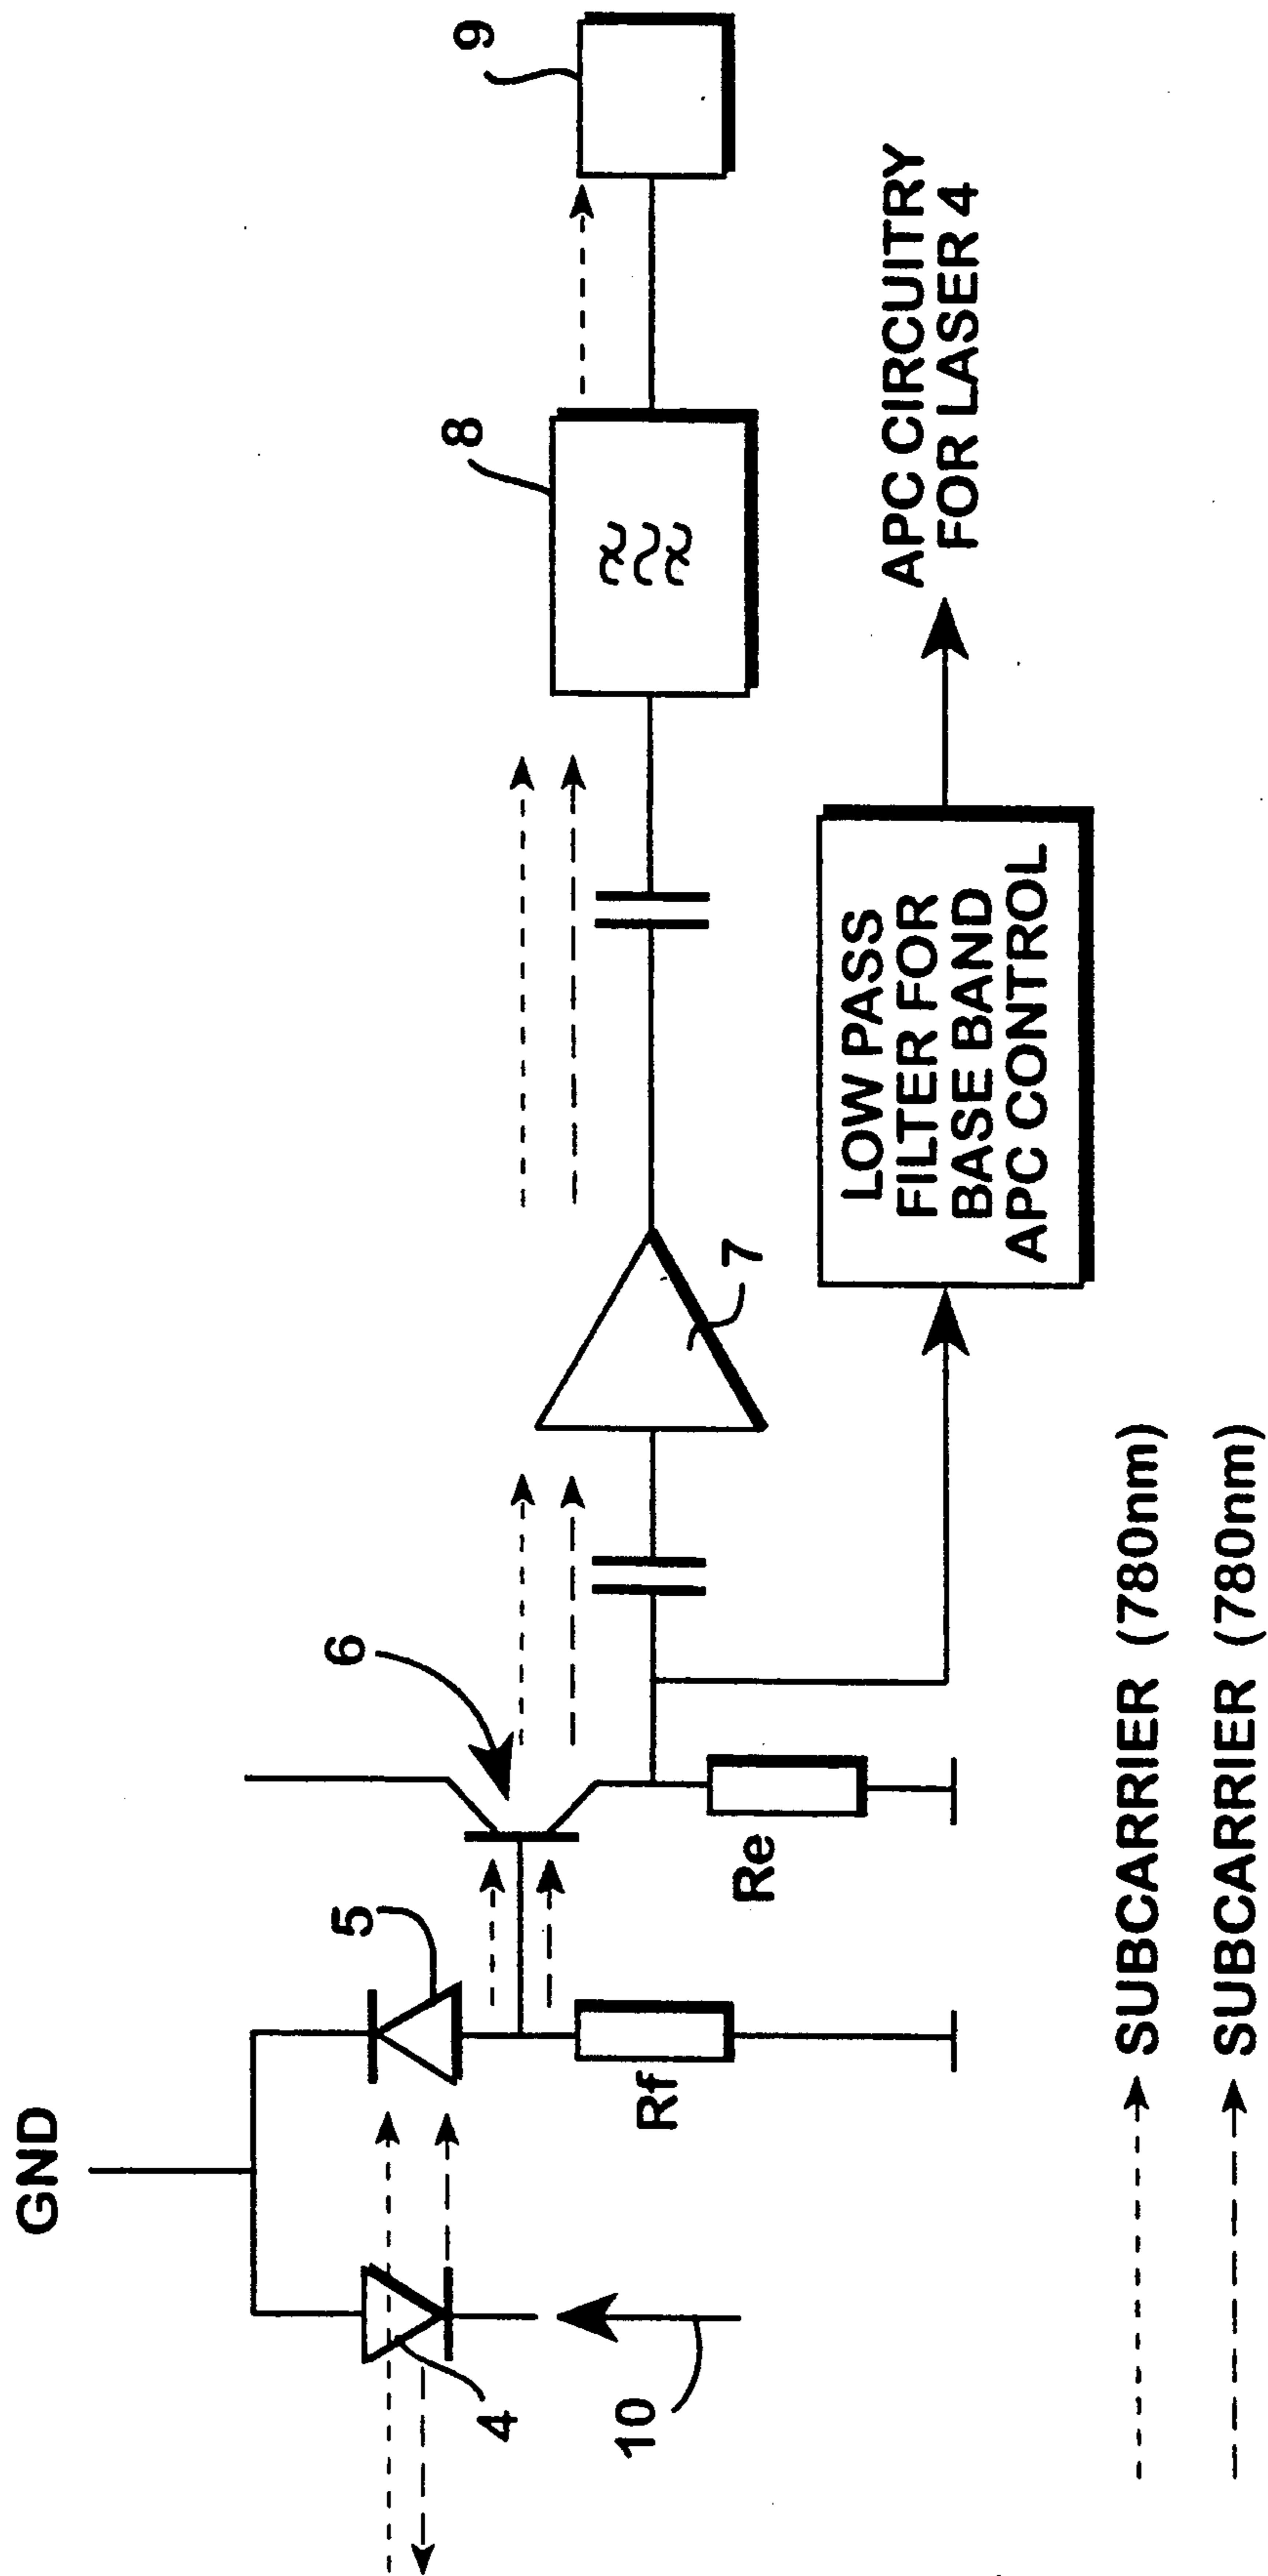 GND
4
10
5
Rf
6
Re
7
8
9
LOW PASS
FILTER FOR
BASE BAND
APC CONTROL
APC CIRCUITRY
FOR LASER 4
SUBCARRIER (780nm)
SUBCARRIER (780nm)